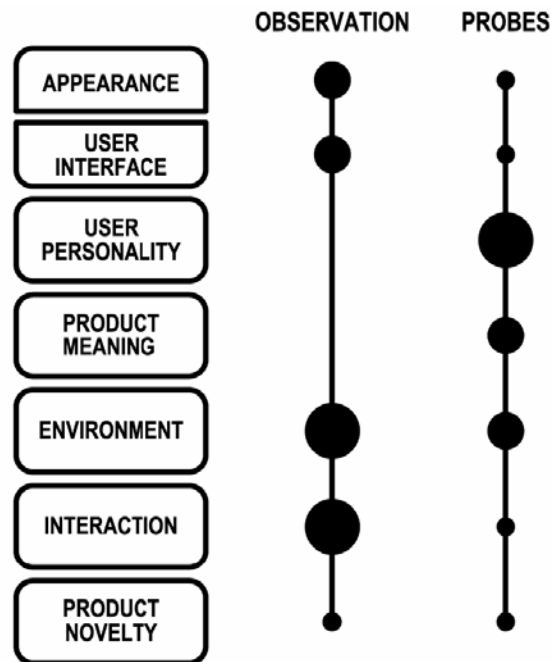 OBSERVATION PROBES
APPEARANCE
USER
INTERFACE
USER
PERSONALITY
PRODUCT
MEANING
ENVIRONMENT
INTERACTION
PRODUCT
NOVELTY